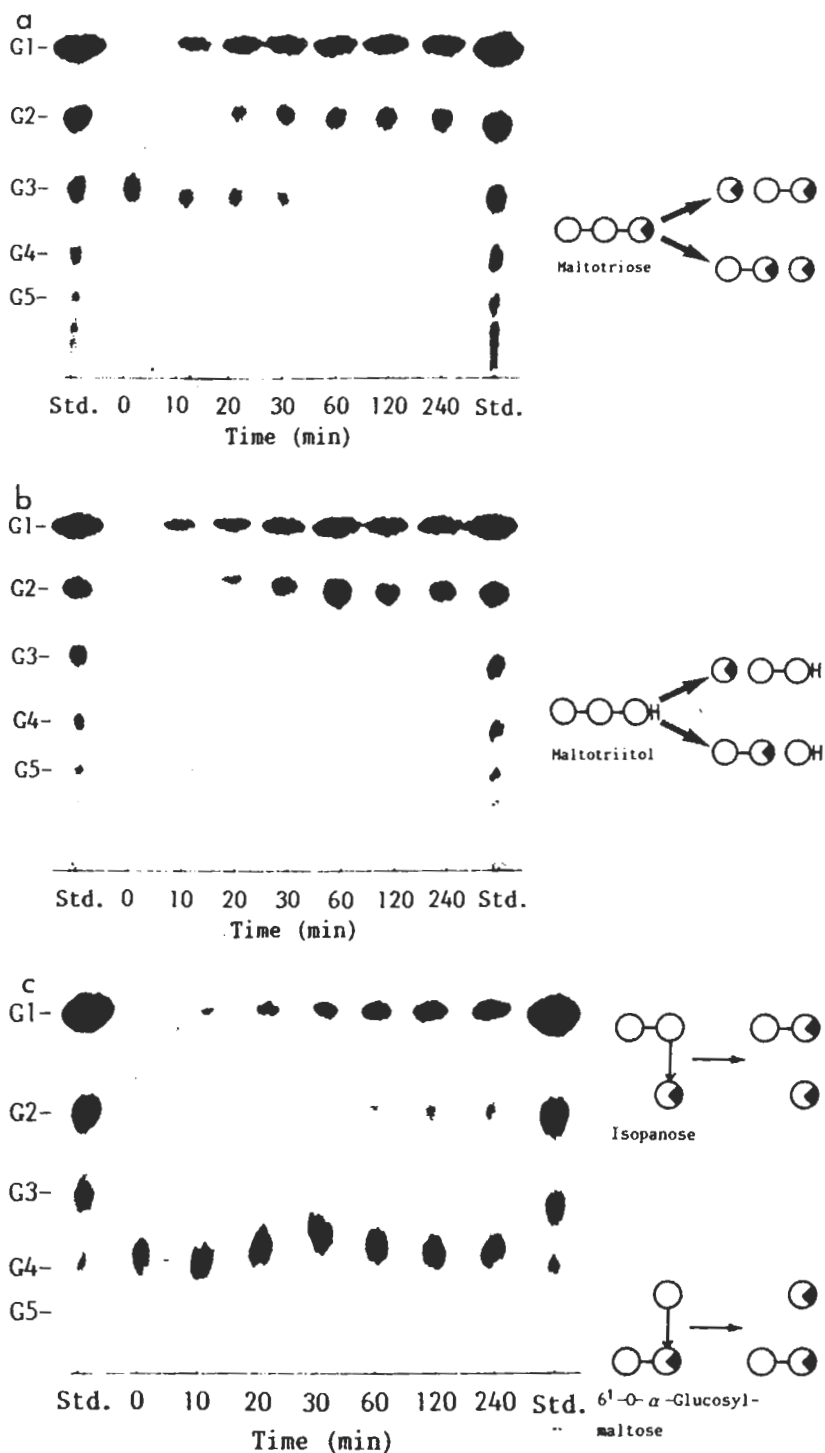 a
G1-
G2-
G3-
G4-
G5-
Std. 0 10 20 30 60 120 240 Std.
Time (min)
Maltotriose
b
G1-
G2-
G3-
G4-
G5-
Std. 0 10 20 30 60 120 240 Std.
Time (min)
H
Maltotriitol
H
H
c
G1-
G2-
G3-
G4-
G5-
Std. 0 10 20 30 60 120 240 Std.
Time (min)
Isopanose
6¹-O-α-Glucosyl-
maltose